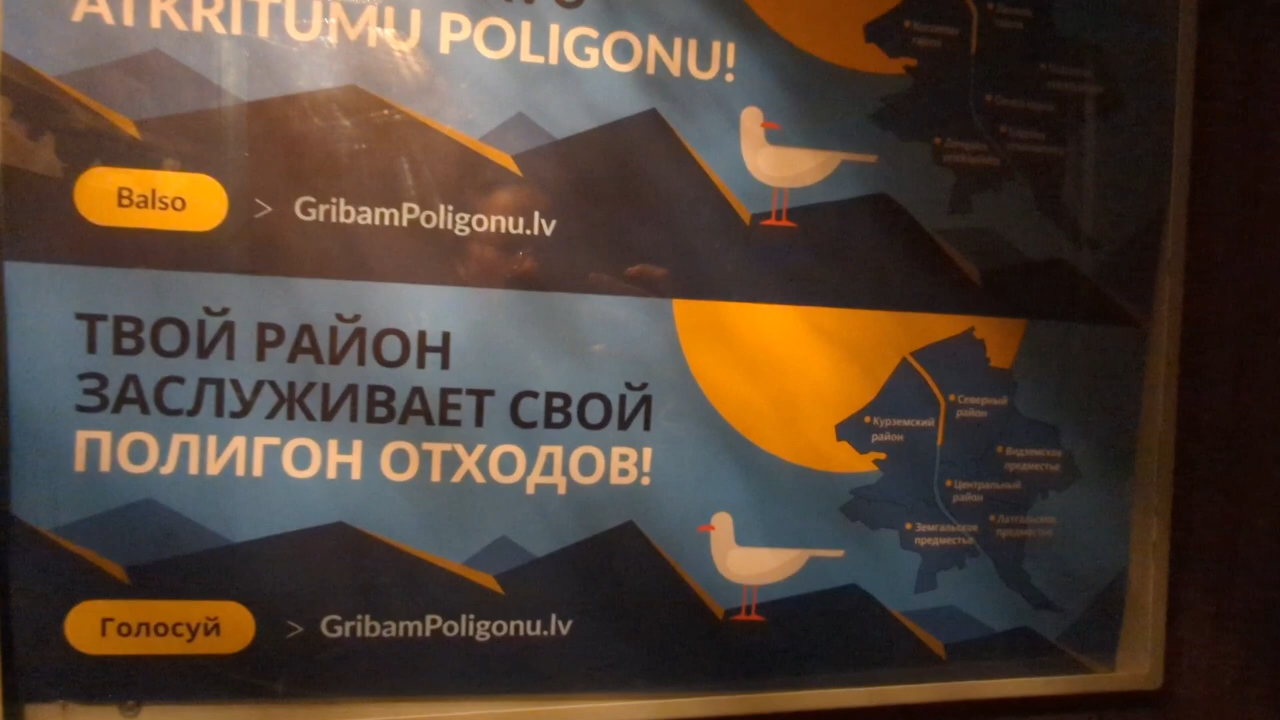 ATKRITUMU POLIGONU!
Balso
> GribamPoligonu.lv
ТВОЙ РАЙОН
ЗАСЛУЖИВАЕТ СВОЙ
ПОЛИГОН ОТХОДОВ!
Северный
район
Курземский
район
Видземское
предместье
Центральный
район
Земгальское
предместье
Латгальское
предместье
Голосуй
> GribamPoligonu.lv